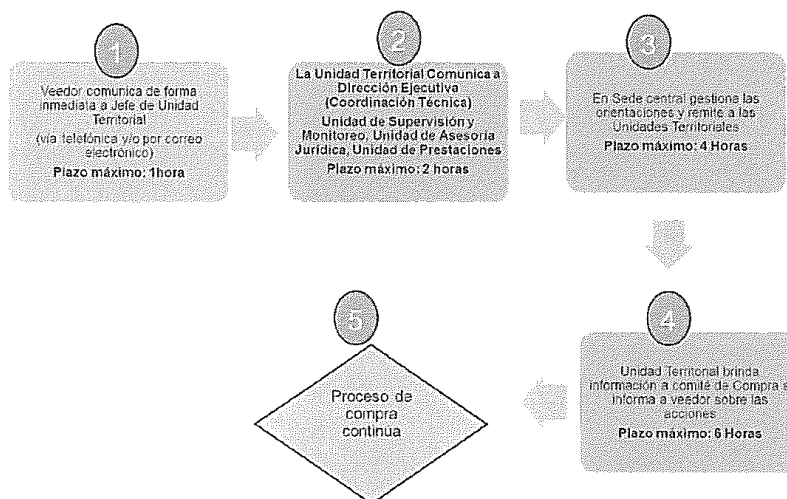 1
Veedor comunica de forma
inmediata a Jefe de Unidad
Territorial
(vía telefónica y/o por correo
electrónico)
Plazo máximo: 1hora
2
La Unidad Territorial Comunica a
Dirección Ejecutiva
(Coordinación Técnica)
Unidad de Supervisión y
Monitoreo, Unidad de Asesoría
Jurídica, Unidad de Prestaciones
Plazo máximo: 2 horas
3
En Sede central gestiona las
orientaciones y remite a las
Unidades Territoriales
Plazo máximo: 4 Horas
4
Unidad Territorial brinda
información a comité de Compra e
informa a veedor sobre las
acciones
Plazo máximo: 6 Horas
5
Proceso de
compra
continua